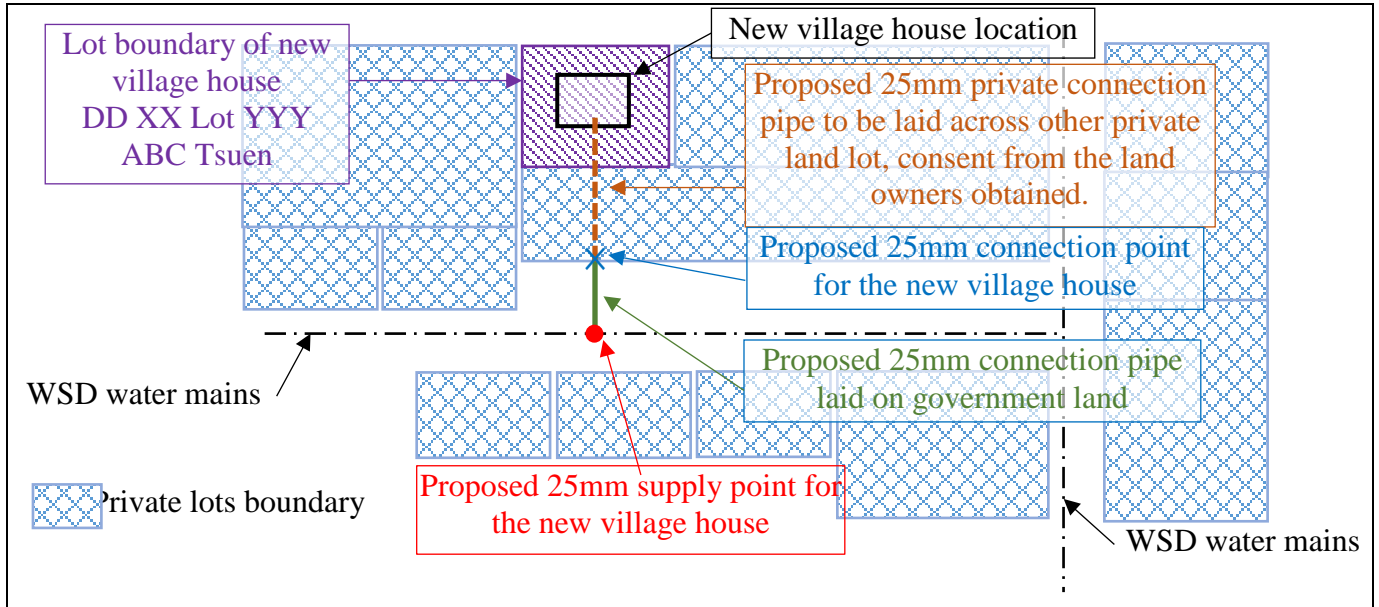 Lot boundary of new
village house
DD XX Lot YYY
ABC Tsuen
New village house location
Proposed 25mm private connection
pipe to be laid across other private
land lot, consent from the land
owners obtained.
Proposed 25mm connection point
for the new village house
Proposed 25mm connection pipe
laid on government land
WSD water mains
Proposed 25mm supply point for
the new village house
Private lots boundary
WSD water mains